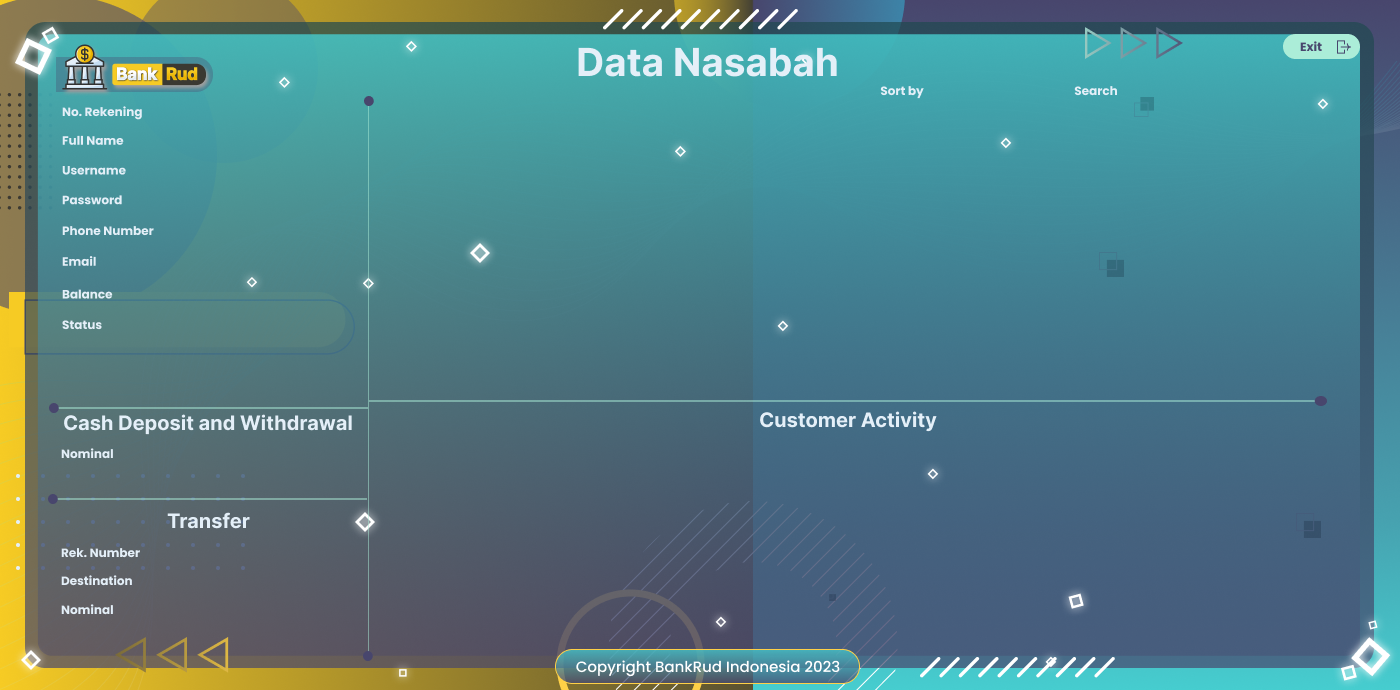 Data Nasabah
Exit
$
Bank Rud
Sort by
Search
No. Rekening
Full Name
Username
Password
Phone Number
Email
Balance
Status
Cash Deposit and Withdrawal
Nominal
Customer Activity
Transfer
Rek. Number
Destination
Nominal
Copyright BankRud Indonesia 2023